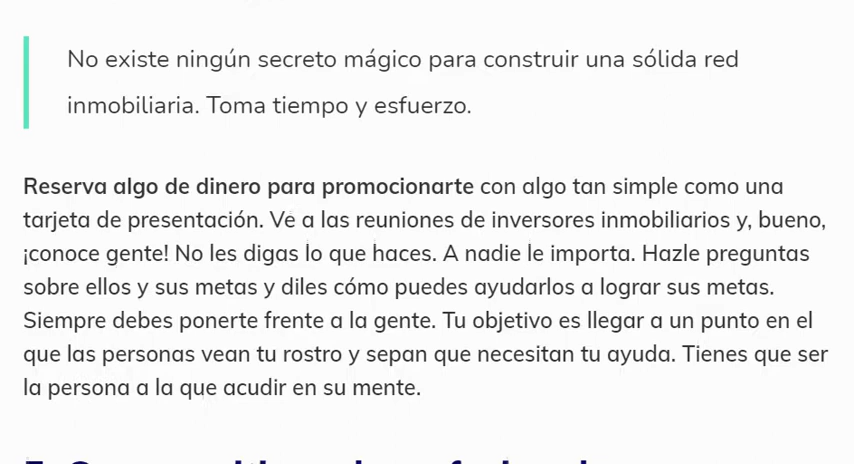 No existe ningún secreto mágico para construir una sólida red
inmobiliaria. Toma tiempo y esfuerzo.
Reserva algo de dinero para promocionarte con algo tan simple como una
tarjeta de presentación. Ve a las reuniones de inversores inmobiliarios y, bueno,
¡conoce gente! No les digas lo que haces. A nadie le importa. Hazle preguntas
sobre ellos y sus metas y diles cómo puedes ayudarlos a lograr sus metas.
Siempre debes ponerte frente a la gente. Tu objetivo es llegar a un punto en el
que las personas vean tu rostro y sepan que necesitan tu ayuda. Tienes que ser
la persona a la que acudir en su mente.